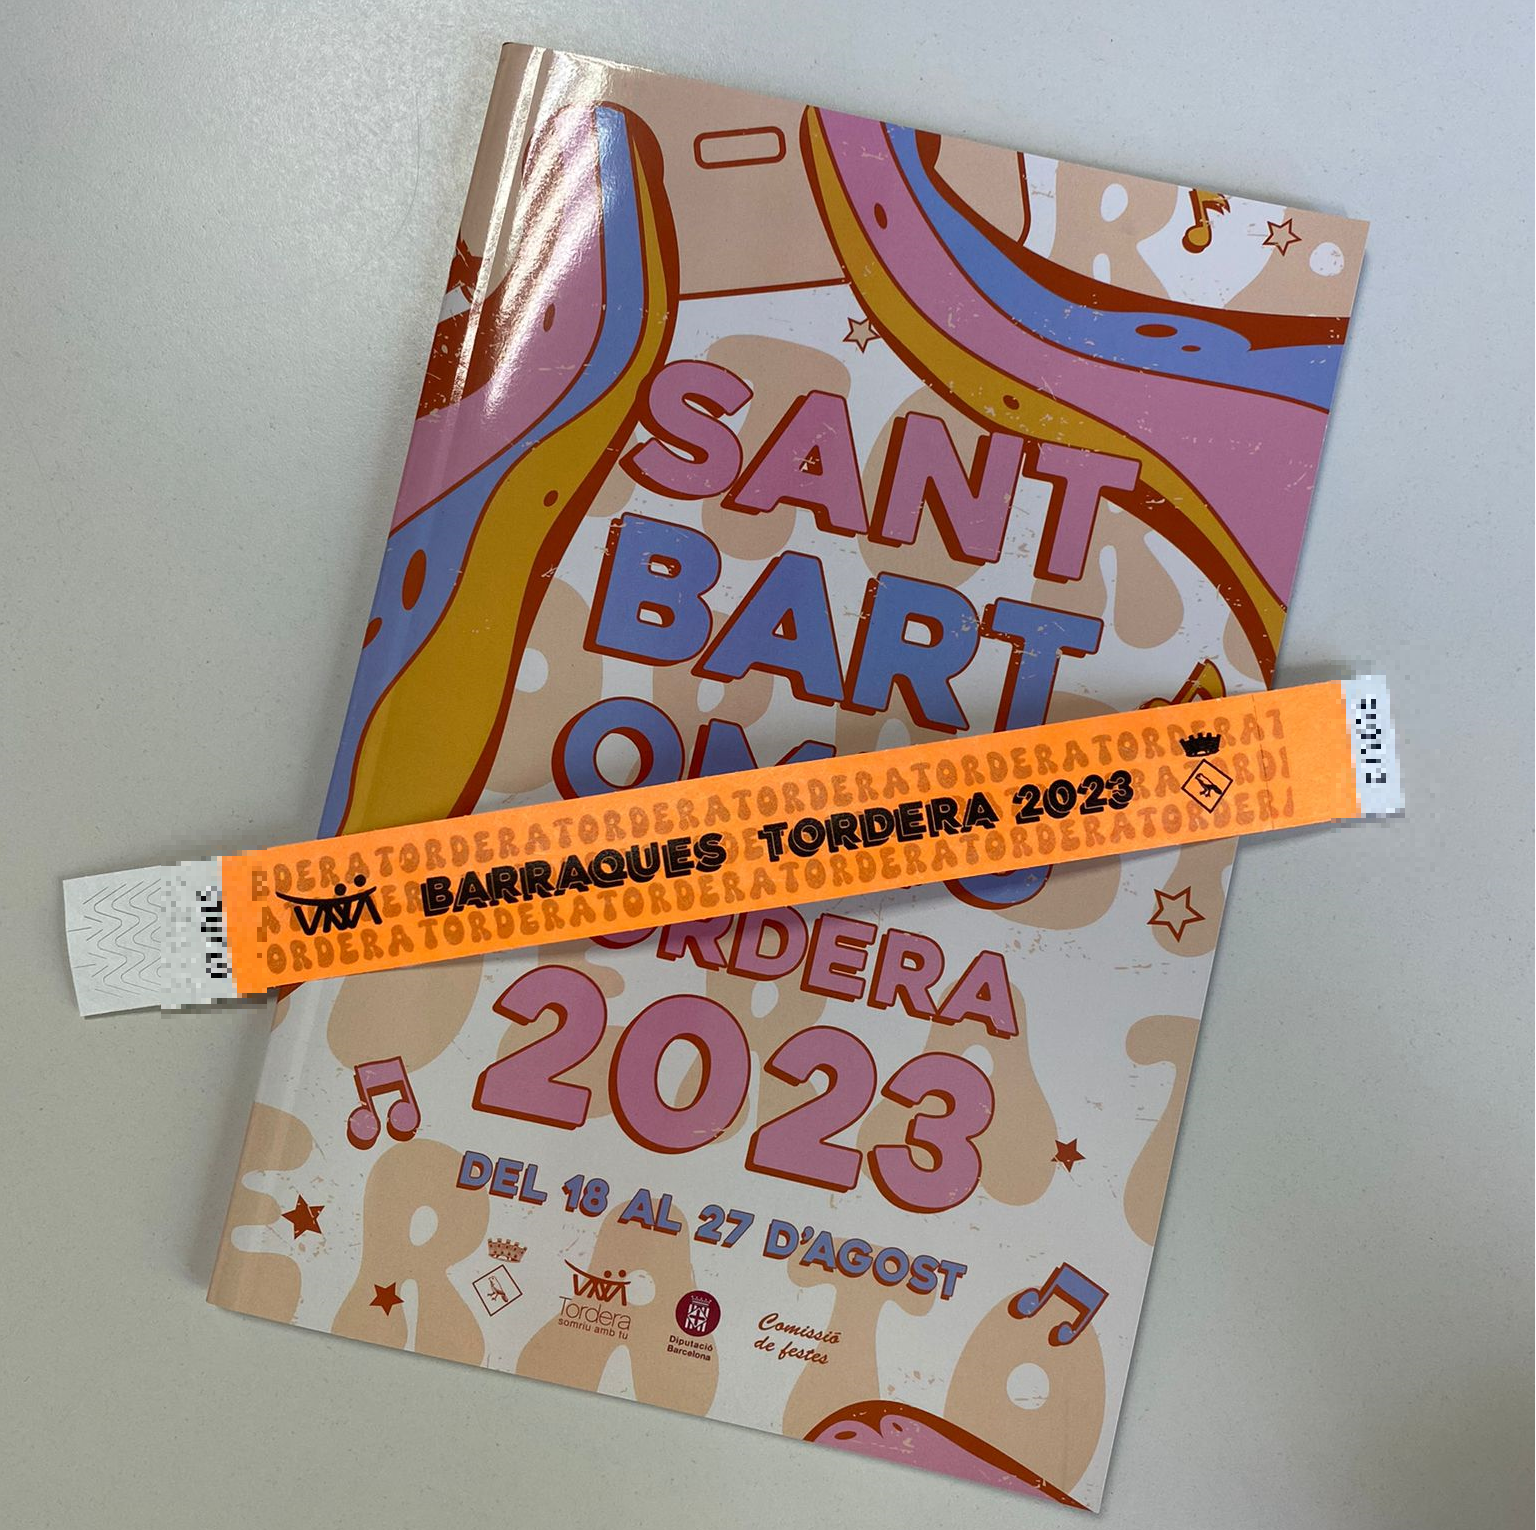 SANT
BART
BARRAQUES TORDERA 2023
2023
DEL 18 AL 27 D'AGOST
Tordera
somriu amb tu
Diputació
Barcelona
Comissió
de festes